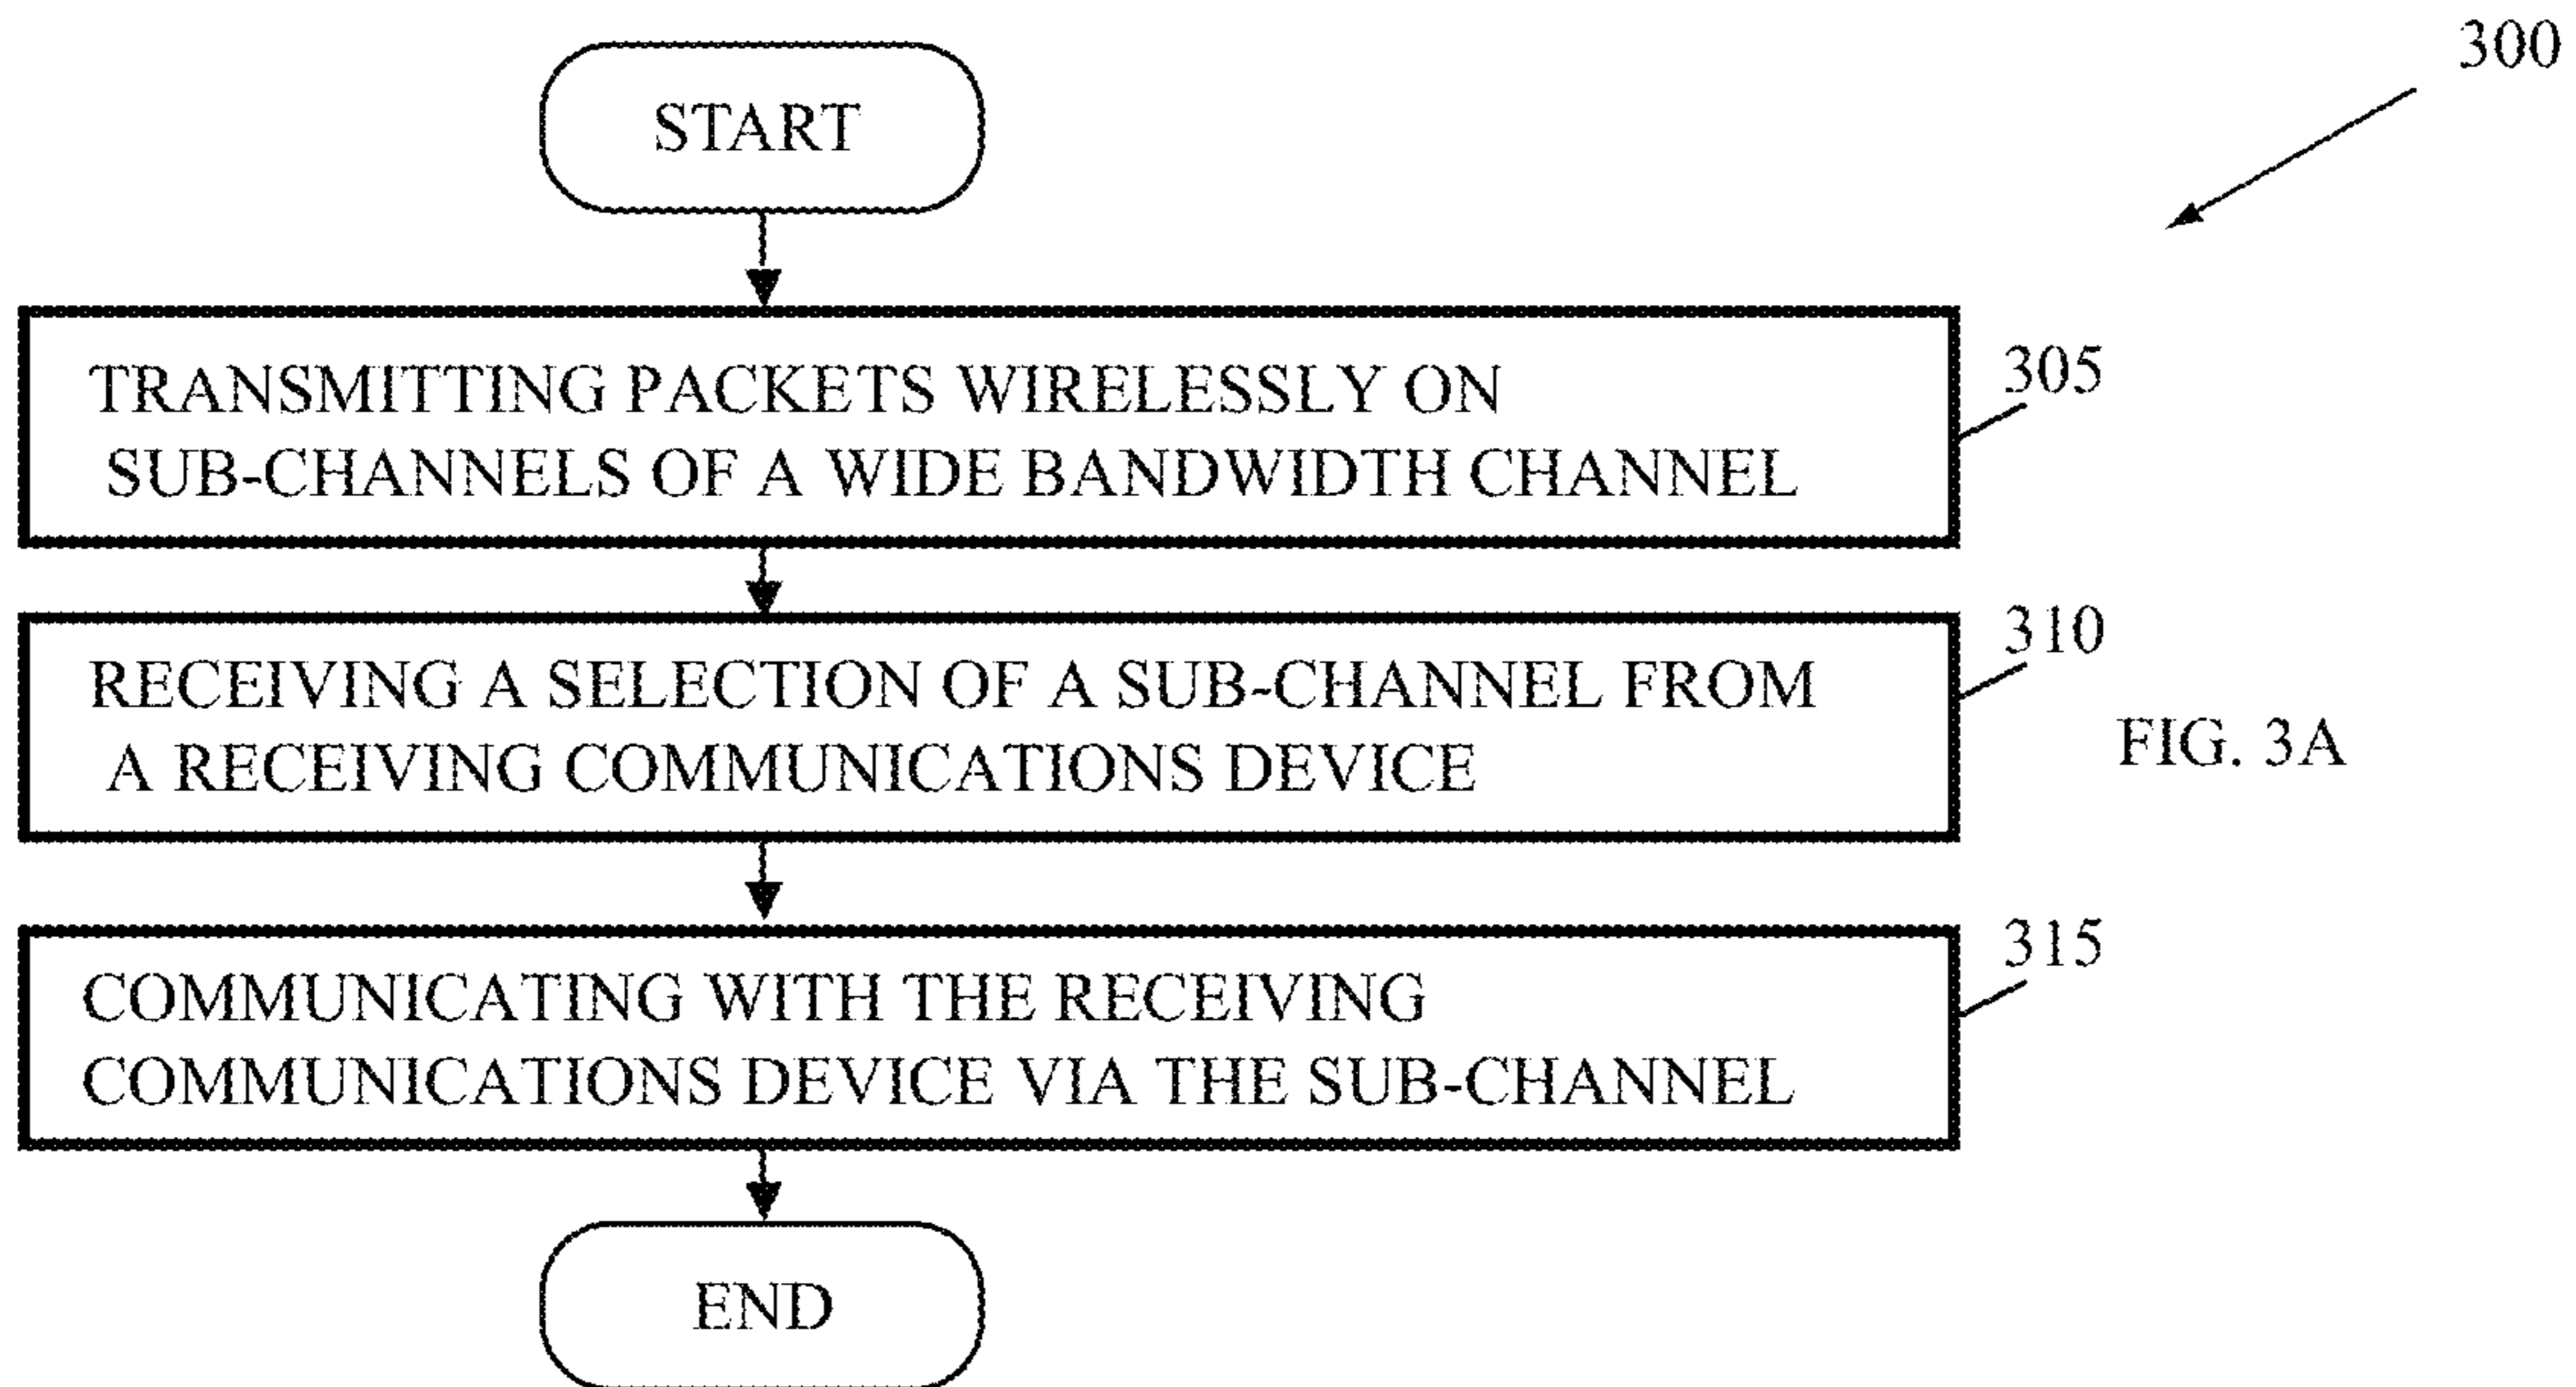 300
START
TRANSMITTING PACKETS WIRELESSLY ON
SUB-CHANNELS OF A WIDE BANDWIDTH CHANNEL
305
RECEIVING A SELECTION OF A SUB-CHANNEL FROM
A RECEIVING COMMUNICATIONS DEVICE
310
FIG. 3A
COMMUNICATING WITH THE RECEIVING
COMMUNICATIONS DEVICE VIA THE SUB-CHANNEL
315
END